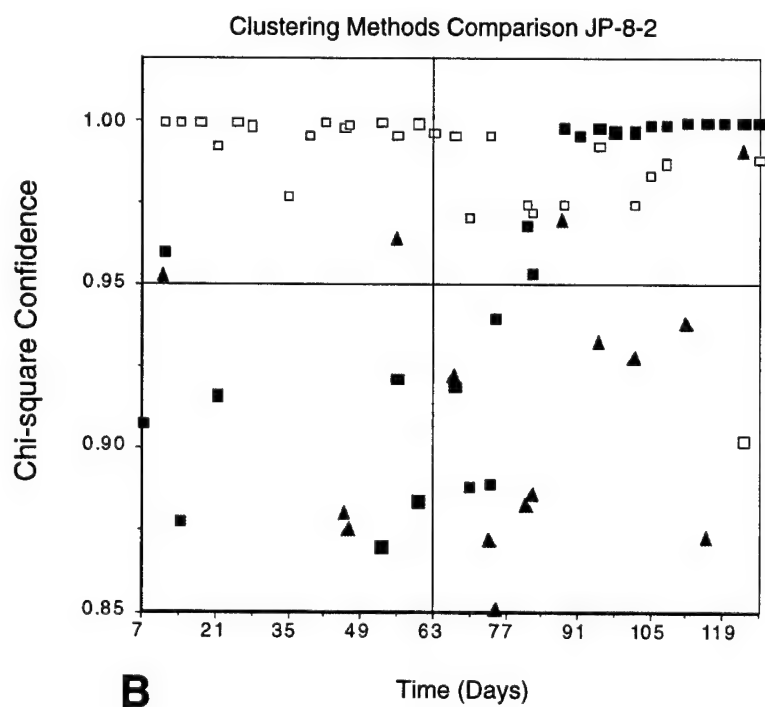 Clustering Methods Comparison JP-8-2
Chi-square Confidence
1.00
0.95
0.90
0.85
7 21 35 49 63 77 91 105 119
B
Time (Days)